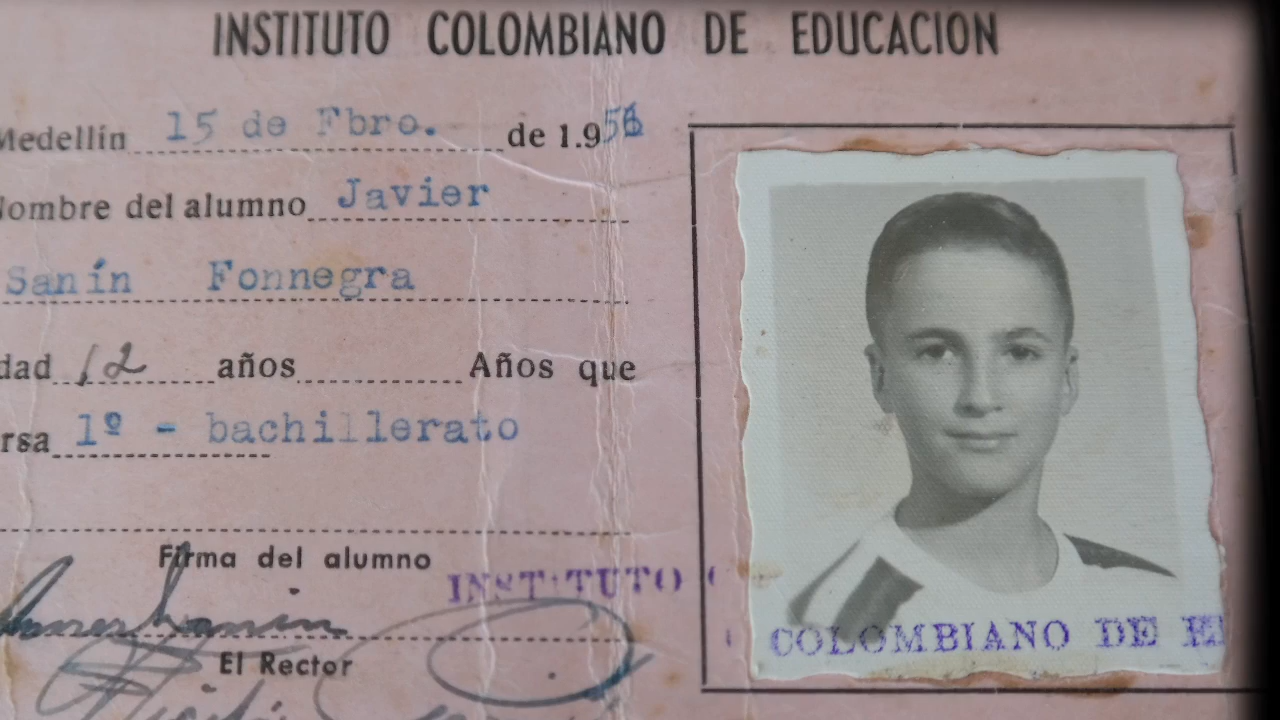 INSTITUTO COLOMBIANO DE EDUCACION
Medellín 15 de Fbro. de 1.956
Nombre del alumno Javier
Sanín Fonnegra
dad 12 años Años que
rsa 1º - bachillerato
Firma del alumno
INSTITUTO
Sanin
El Rector
COLOMBIANO DE E